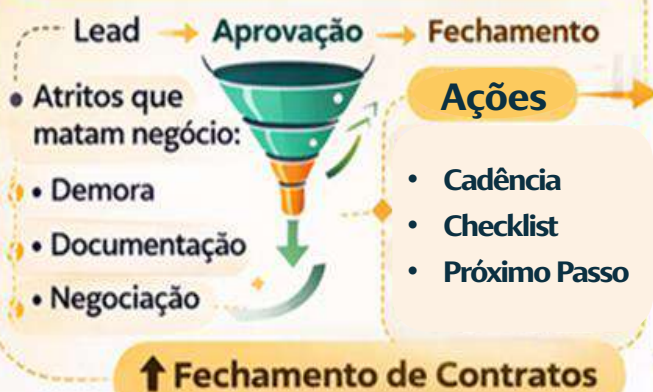 Lead → Aprovação → Fechamento
• Atritos que
matam negócio:
• Demora
• Documentação
• Negociação
Ações
• Cadência
• Checklist
• Próximo Passo
⬆ Fechamento de Contratos